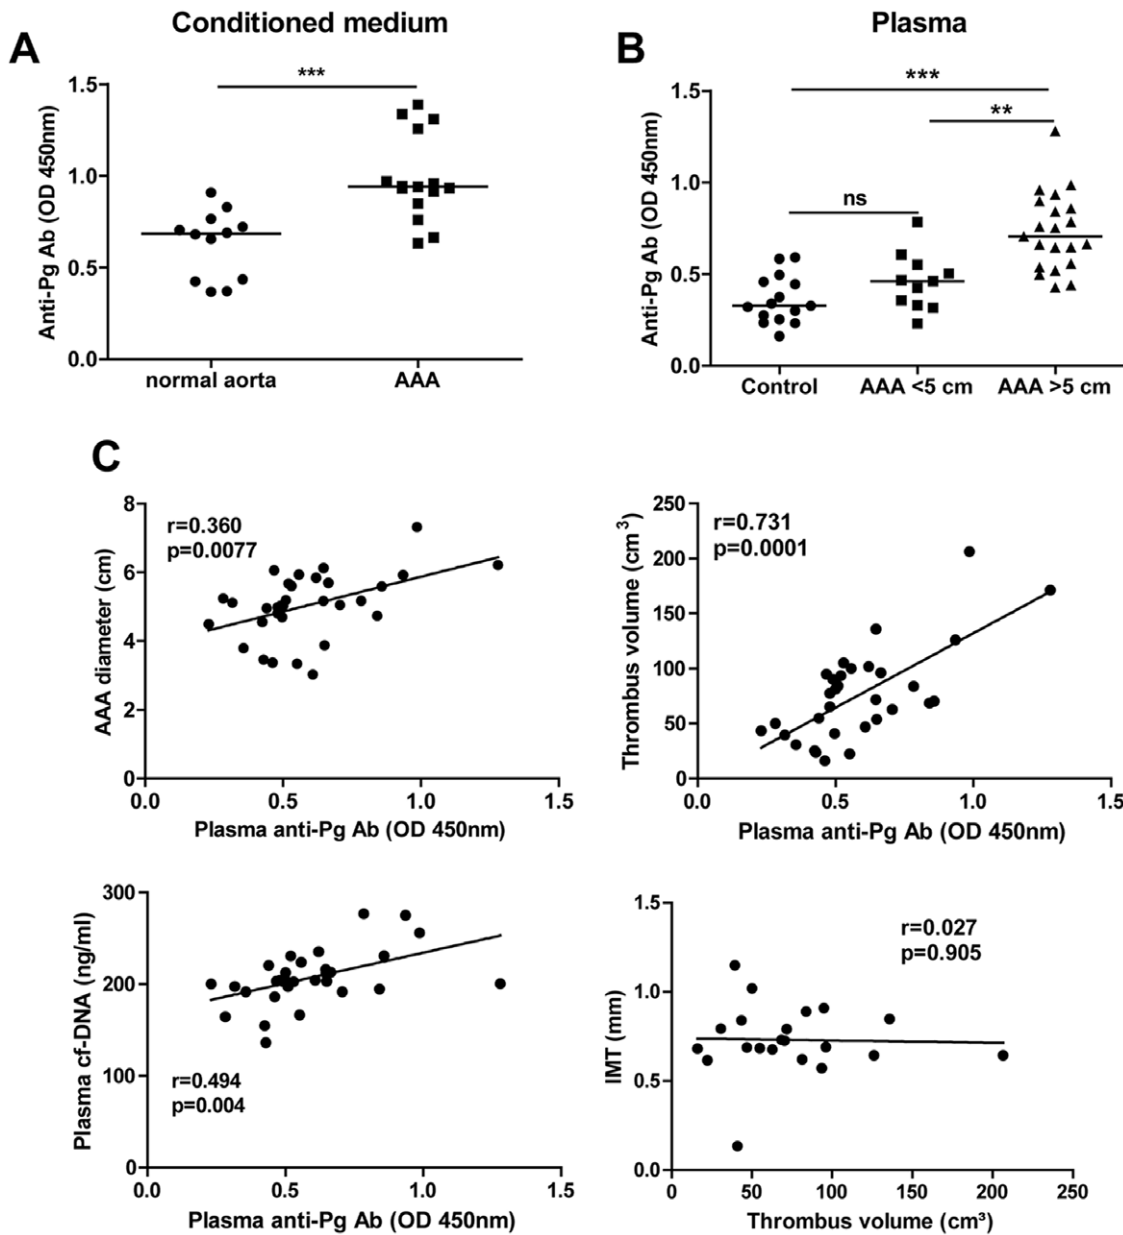 Conditioned medium
Plasma
A
B
***
1.5
1.0
0.5
0.0
Anti-Pg Ab (OD 450nm)
normal aorta
AAA
***
**
ns
1.5
1.0
0.5
0.0
Anti-Pg Ab (OD 450nm)
Control
AAA <5 cm
AAA >5 cm
C
8
6
4
2
0
AAA diameter (cm)
r=0.360
p=0.0077
0.0
0.5
1.0
1.5
Plasma anti-Pg Ab (OD 450nm)
250
200
150
100
50
0
Thrombus volume (cm³)
r=0.731
p=0.0001
0.0
0.5
1.0
1.5
Plasma anti-Pg Ab (OD 450nm)
300
200
100
0
Plasma cf-DNA (ng/ml)
r=0.494
p=0.004
0.0
0.5
1.0
1.5
Plasma anti-Pg Ab (OD 450nm)
1.5
1.0
0.5
0.0
IMT (mm)
r=0.027
p=0.905
0
50
100
150
200
250
Thrombus volume (cm³)